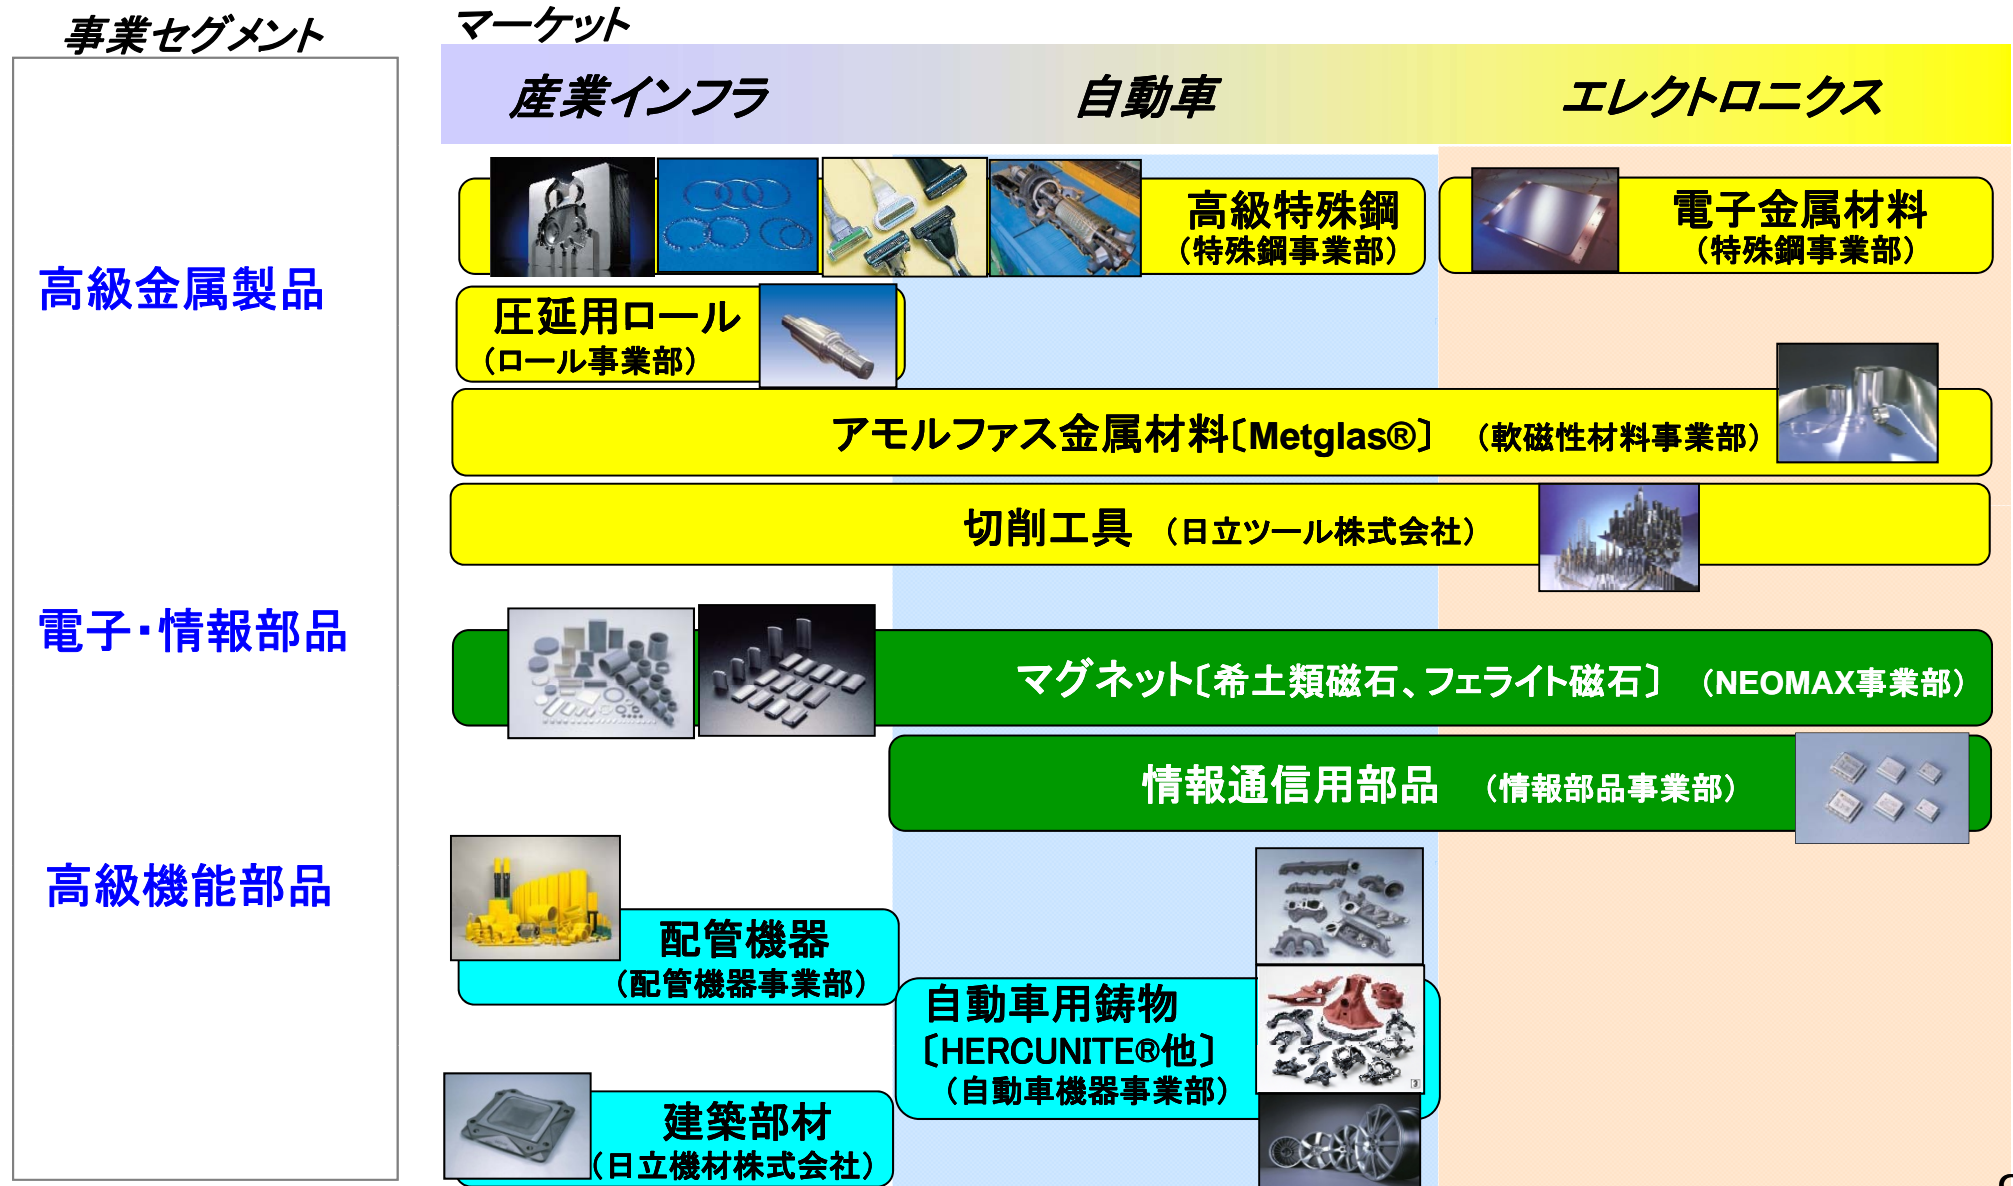 事業セグメント
マーケット
産業インフラ
自動車
エレクトロニクス
高級金属製品
高級特殊鋼
（特殊鋼事業部）
電子金属材料
（特殊鋼事業部）
圧延用ロール
（ロール事業部）
アモルファス金属材料〔Metglas®〕 （軟磁性材料事業部）
切削工具 （日立ツール株式会社）
電子・情報部品
マグネット〔希土類磁石、フェライト磁石〕 （NEOMAX事業部）
情報通信用部品 （情報部品事業部）
高級機能部品
配管機器
（配管機器事業部）
自動車用鋳物
〔HERCUNITE®他〕
（自動車機器事業部）
建築部材
（日立機材株式会社）